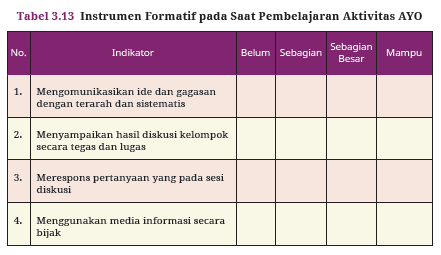 Tabel 3.13 Instrumen Formatif pada Saat Pembelajaran Aktivitas AYO
No. Indikator Belum Sebagian Sebagian Besar Mampu
1. Mengomunikasikan ide dan gagasan
dengan terarah dan sistematis
2. Menyampaikan hasil diskusi kelompok
secara tegas dan lugas
3. Merespons pertanyaan yang pada sesi
diskusi
4. Menggunakan media informasi secara
bijak